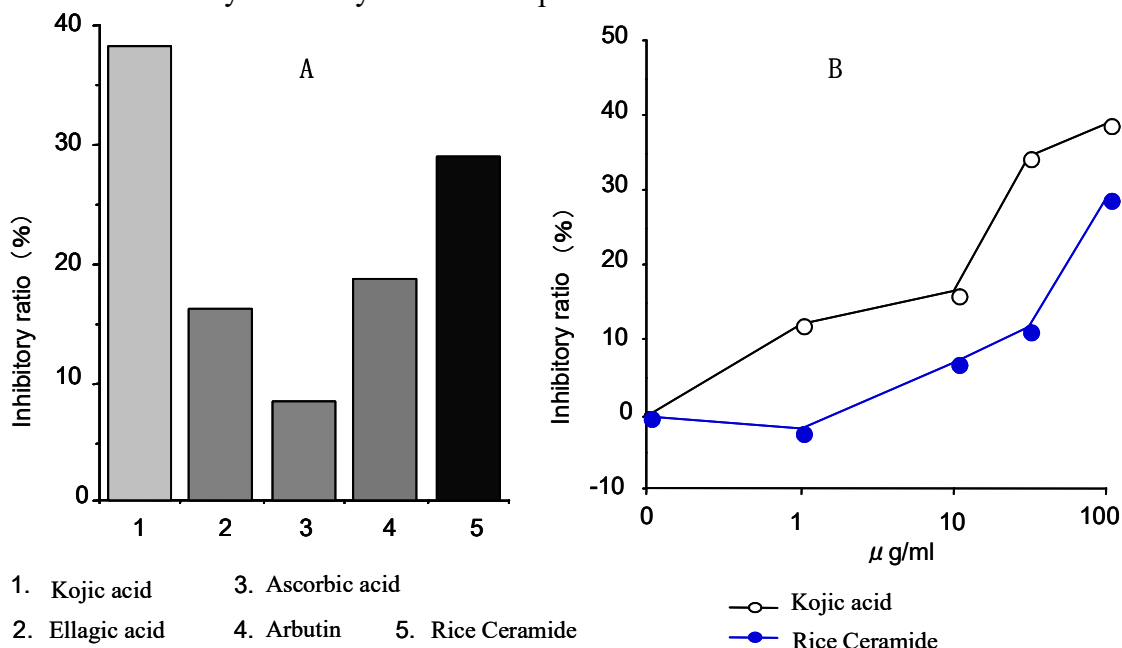 A
40
30
20
10
0
Inhibitory ratio (%)
1 2 3 4 5
1. Kojic acid 3. Ascorbic acid
2. Ellagic acid 4. Arbutin 5. Rice Ceramide
B
50
40
30
20
10
0
-10
Inhibitory ratio (%)
0 1 10 100
μg/ml
Kojic acid
Rice Ceramide